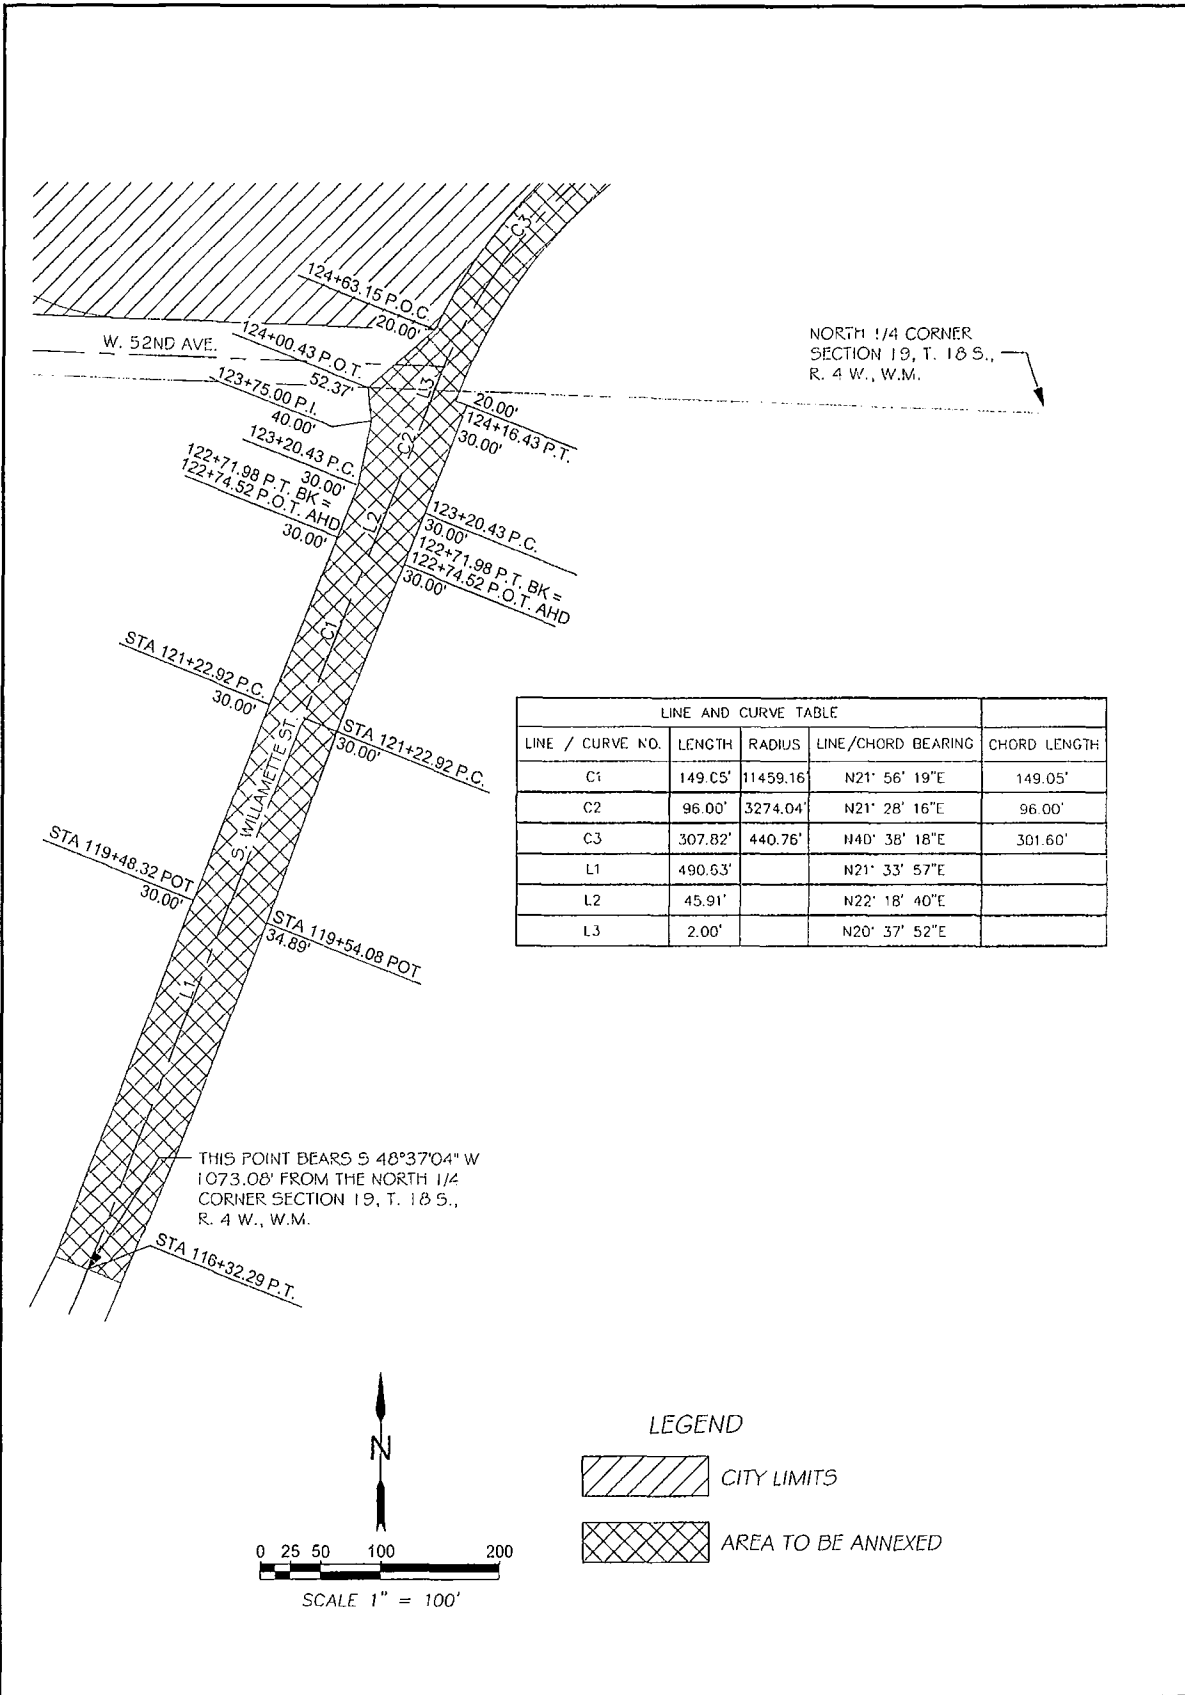 124+63.15 P.O.C.
20.00'
C3
W. 52ND AVE.
124+00.43 P.O.T.
52.37'
L3
NORTH 1/4 CORNER
SECTION 19, T. 18 S.,
R. 4 W., W.M.
123+75.00 P.I.
40.00'
20.00'
124+16.43 P.T.
30.00'
C2
123+20.43 P.C.
30.00'
122+71.98 P.T. BK =
122+74.52 P.O.T. AHD
30.00'
L2
123+20.43 P.C.
30.00'
122+71.98 P.T. BK =
122+74.52 P.O.T. AHD
30.00'
C1
STA 121+22.92 P.C.
30.00'
STA 121+22.92 P.C.
30.00'
S. WILLAMETTE ST.
LINE AND CURVE TABLE
LINE / CURVE NO. LENGTH RADIUS LINE/CHORD BEARING CHORD LENGTH
C1 149.05' 11459.16' N21° 56' 19"E 149.05'
C2 96.00' 3274.04' N21° 28' 16"E 96.00'
C3 307.82' 440.76' N40° 38' 18"E 301.60'
L1 490.63' N21° 33' 57"E
L2 45.91' N22° 18' 40"E
L3 2.00' N20° 37' 52"E
STA 119+48.32 POT
30.00'
STA 119+54.08 POT
34.89'
L1
THIS POINT BEARS S 48°37'04" W
1073.08' FROM THE NORTH 1/4
CORNER SECTION 19, T. 18 S.,
R. 4 W., W.M.
STA 116+32.29 P.T.
N
0 25 50 100 200
SCALE 1" = 100'
LEGEND
CITY LIMITS
AREA TO BE ANNEXED